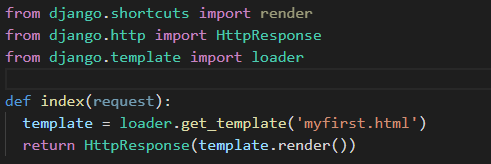 from django.shortcuts import render
from django.http import HttpResponse
from django.template import loader

def index(request):
  template = loader.get_template('myfirst.html')
  return HttpResponse(template.render())